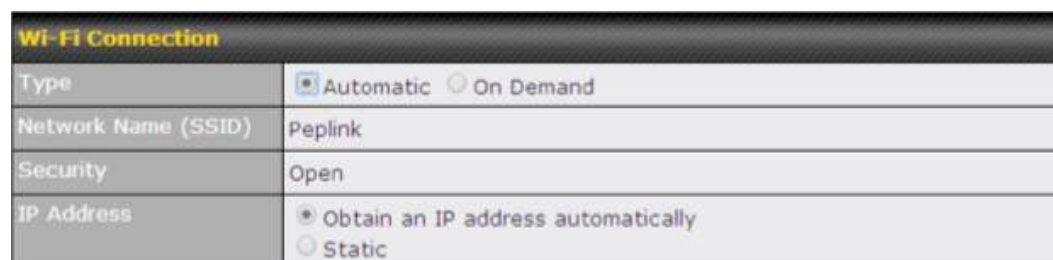 Wi-Fi Connection
Type Automatic On Demand
Network Name (SSID) Peplink
Security Open
IP Address Obtain an IP address automatically
Static